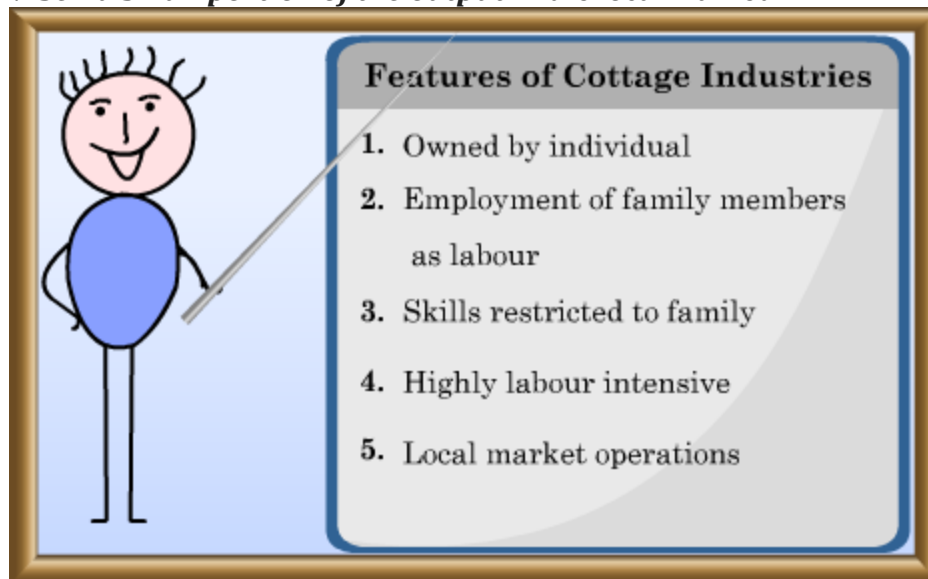 Features of Cottage Industries
1. Owned by individual
2. Employment of family members
as labour
3. Skills restricted to family
4. Highly labour intensive
5. Local market operations